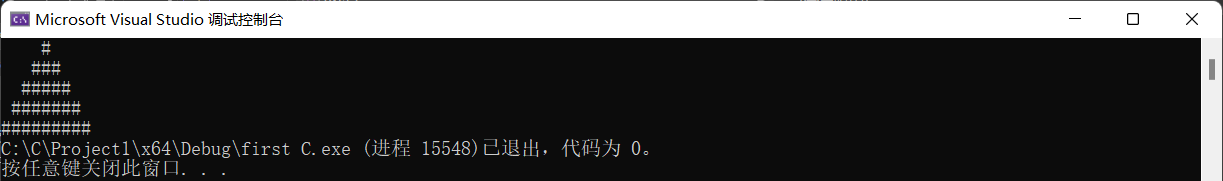 Microsoft Visual Studio 调试控制台
    #
   ###
  #####
 #######
#########
C:\C\Project1\x64\Debug\first C.exe (进程 15548)已退出，代码为 0。
按任意键关闭此窗口. . .